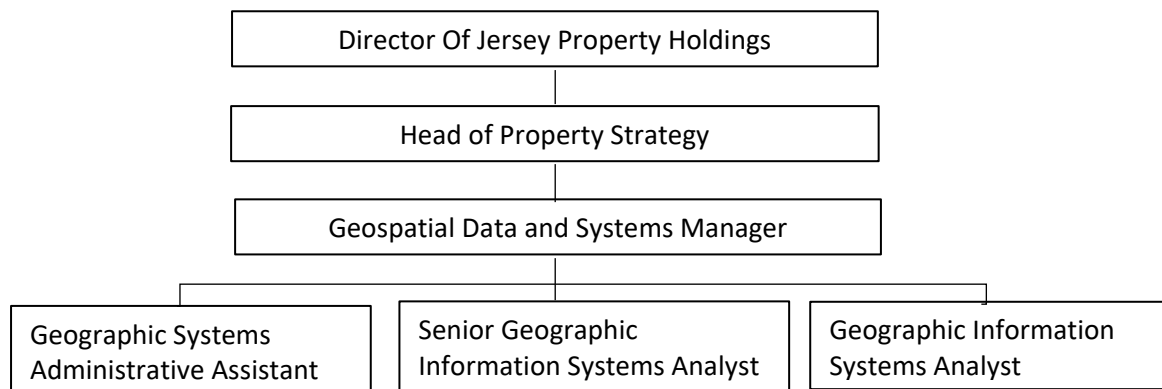 Director Of Jersey Property Holdings
Head of Property Strategy
Geospatial Data and Systems Manager
Geographic Systems
Administrative Assistant
Senior Geographic
Information Systems Analyst
Geographic Information
Systems Analyst